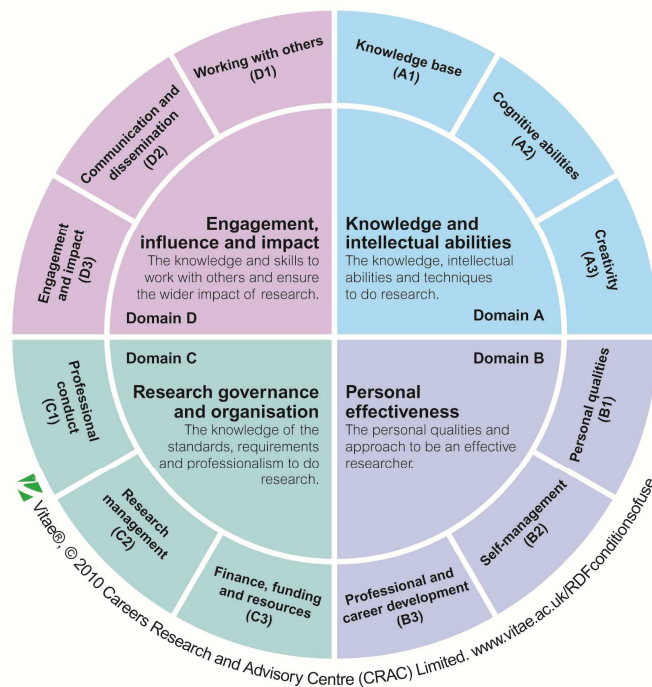 Working with others
(D1)
Knowledge base
(A1)
Communication and
dissemination
(D2)
Cognitive abilities
(A2)
Engagement
and impact
(D3)
Creativity
(A3)
Engagement,
influence and impact
The knowledge and skills to
work with others and ensure
the wider impact of research.
Domain D
Knowledge and
intellectual abilities
The knowledge, intellectual
abilities and techniques
to do research.
Domain A
Domain C
Research governance
and organisation
The knowledge of the
standards, requirements
and professionalism to do
research.
Domain B
Personal
effectiveness
The personal qualities and
approach to be an effective
researcher.
Professional
conduct
(C1)
Personal qualities
(B1)
Research
management
(C2)
Self-management
(B2)
Finance, funding
and resources
(C3)
Professional and
career development
(B3)
Vitae®, © 2010 Careers Research and Advisory Centre (CRAC) Limited. www.vitae.ac.uk/RDFconditionsofuse